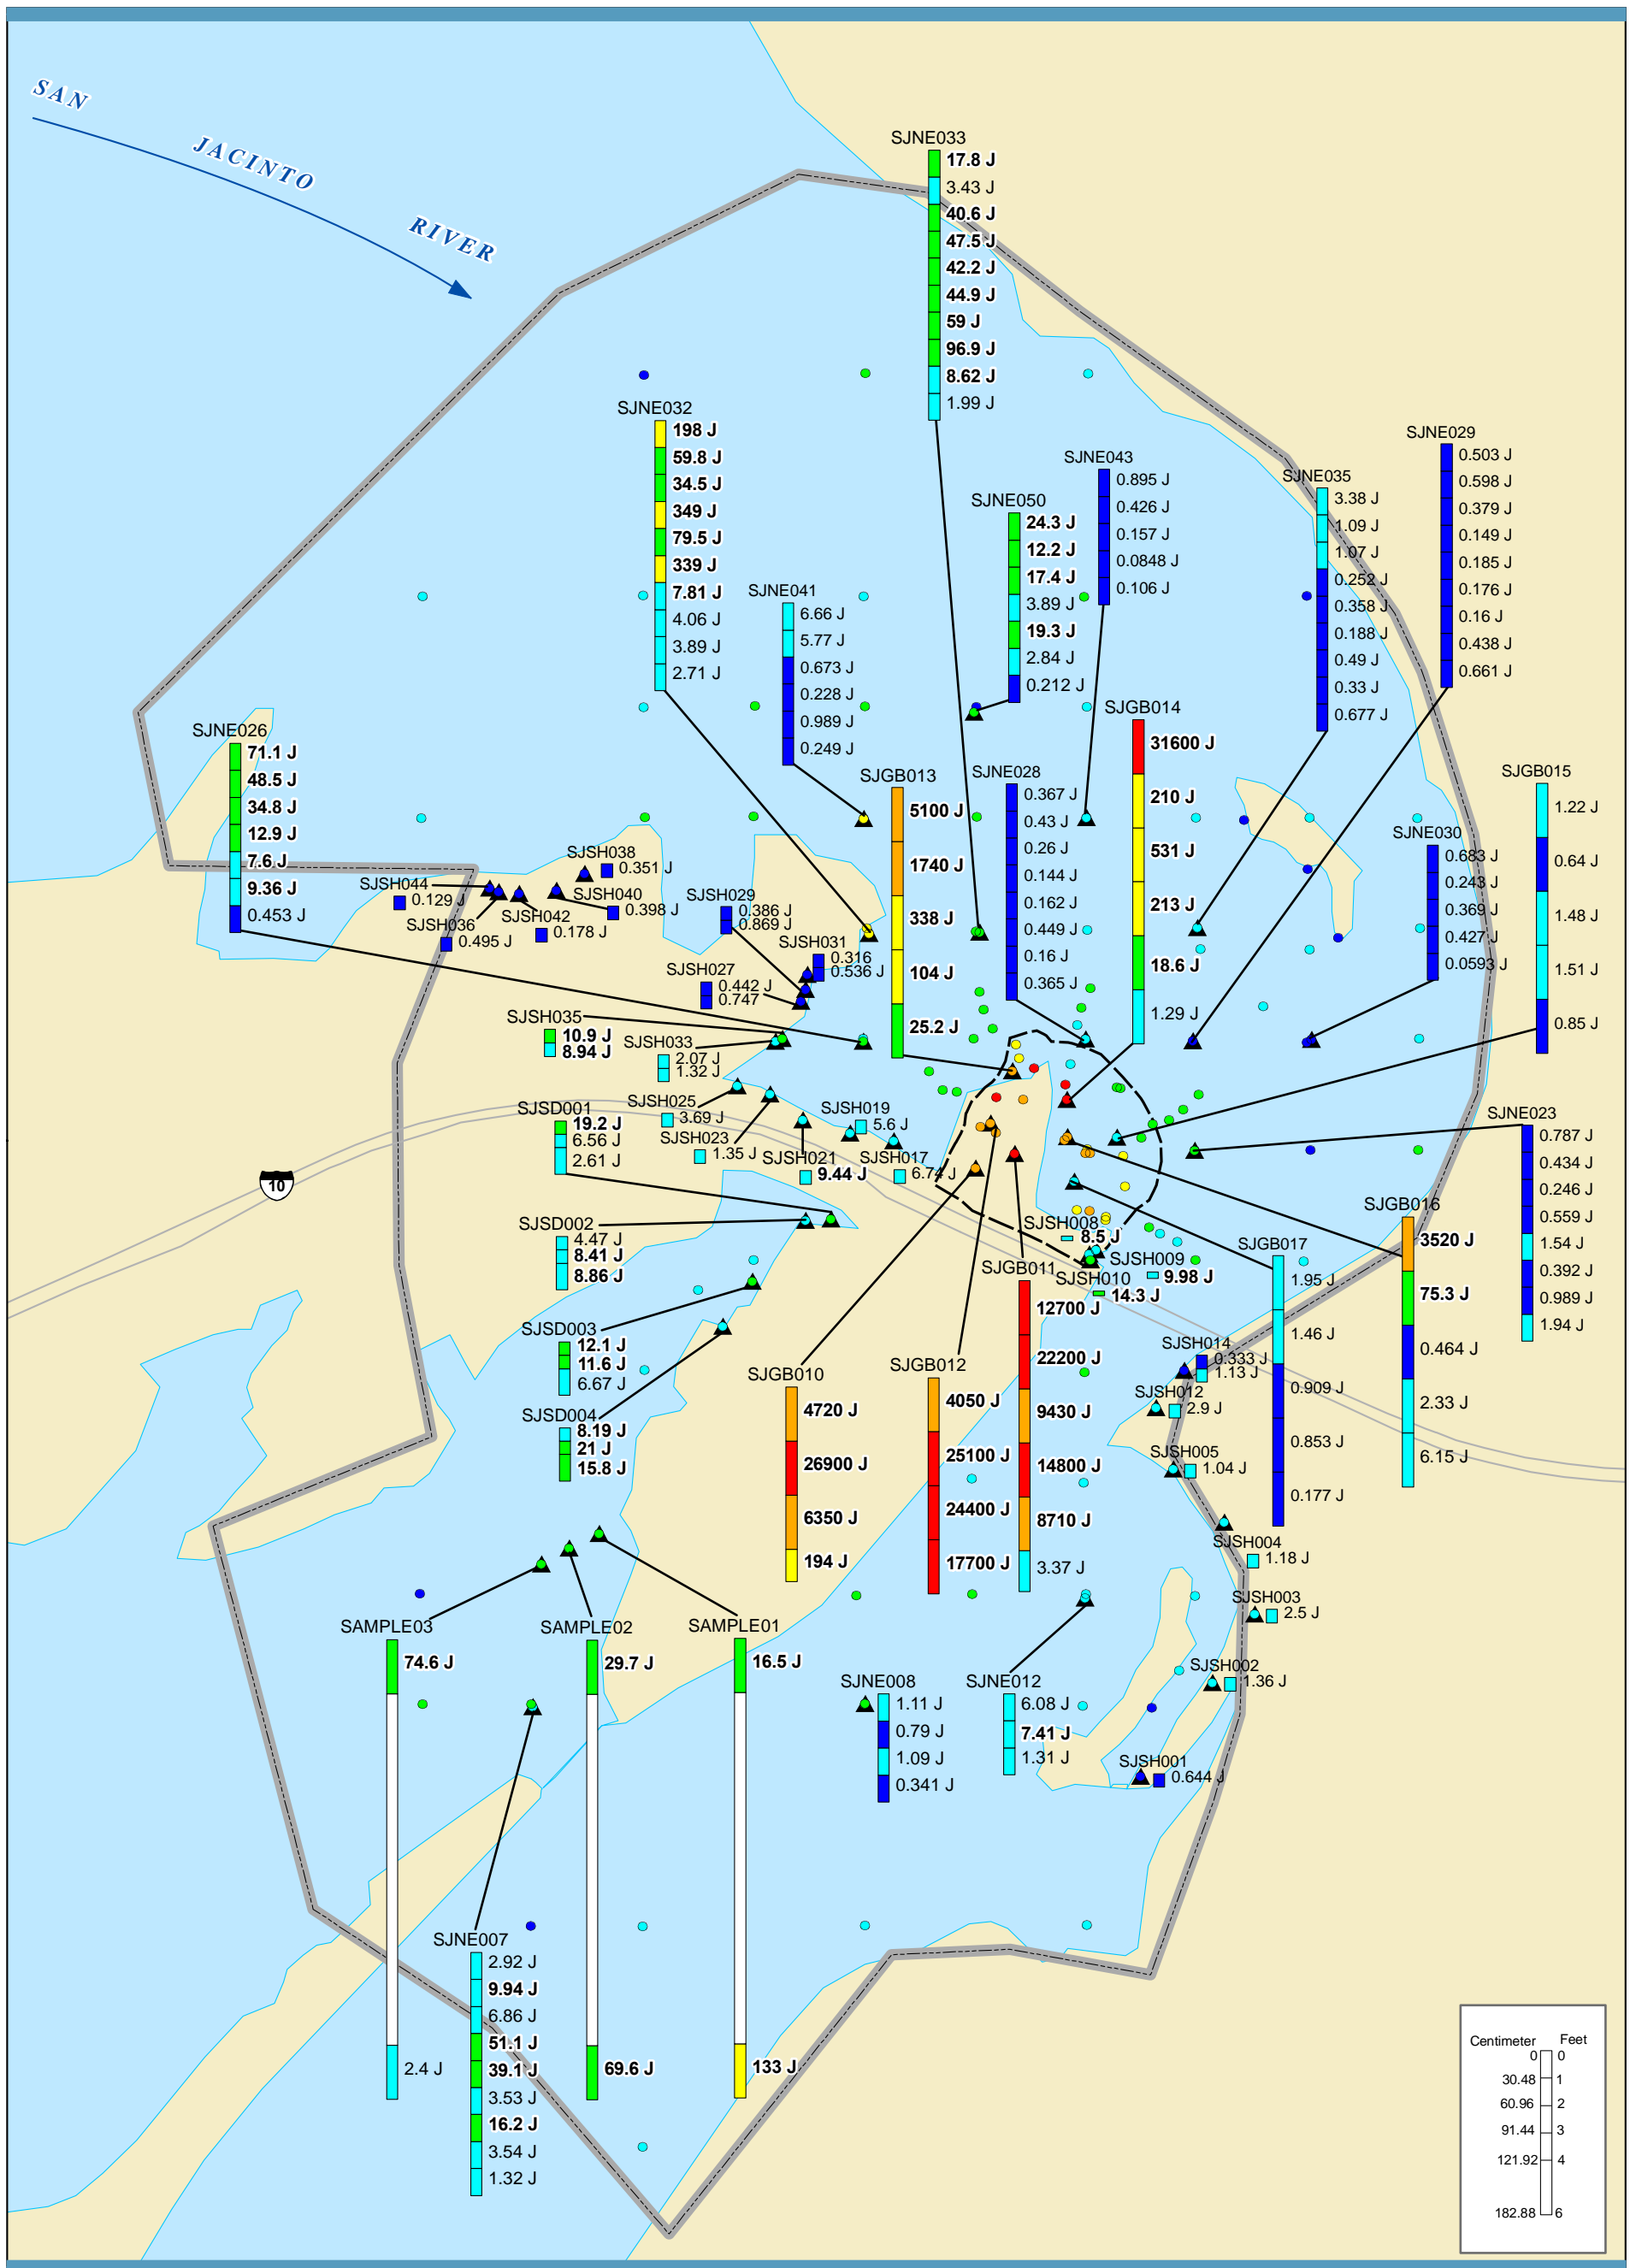 SAN
JACINTO
RIVER
SJNE033
17.8 J
3.43 J
40.6 J
47.5 J
42.2 J
44.9 J
59 J
96.9 J
8.62 J
1.99 J
SJNE032
198 J
59.8 J
34.5 J
349 J
79.5 J
339 J
7.81 J
4.06 J
3.89 J
2.71 J
SJNE041
6.66 J
5.77 J
0.673 J
0.228 J
0.989 J
0.249 J
SJNE050
24.3 J
12.2 J
17.4 J
3.89 J
19.3 J
2.84 J
0.212 J
SJNE043
0.895 J
0.426 J
0.157 J
0.0848 J
0.106 J
SJNE035
3.38 J
1.09 J
1.07 J
0.252 J
0.358 J
0.188 J
0.49 J
0.33 J
0.677 J
SJNE029
0.503 J
0.598 J
0.379 J
0.149 J
0.185 J
0.176 J
0.16 J
0.438 J
0.661 J
SJNE026
71.1 J
48.5 J
34.8 J
12.9 J
7.6 J
9.36 J
0.453 J
SJGB013
5100 J
1740 J
338 J
104 J
25.2 J
SJNE028
0.367 J
0.43 J
0.26 J
0.144 J
0.162 J
0.449 J
0.16 J
0.365 J
SJGB014
31600 J
210 J
531 J
213 J
18.6 J
1.29 J
SJGB015
1.22 J
0.64 J
1.48 J
1.51 J
0.85 J
SJNE030
0.683 J
0.243 J
0.369 J
0.427 J
0.0593 J
SJSH038
0.351 J
SJSH044
0.129 J
SJSH036
0.495 J
SJSH042
0.178 J
SJSH040
0.398 J
SJSH029
0.386 J
0.869 J
SJSH031
0.316
0.536 J
SJSH027
0.442 J
0.747
SJSH035
10.9 J
8.94 J
SJSH033
2.07 J
1.32 J
SJSH025
3.69 J
SJSH023
1.35 J
SJSH021
9.44 J
SJSH019
5.6 J
SJSH017
6.74 J
SJSD001
19.2 J
6.56 J
2.61 J
10
SJSD002
4.47 J
8.41 J
8.86 J
SJSD003
12.1 J
11.6 J
6.67 J
SJSD004
8.19 J
21 J
15.8 J
SJSH008
8.5 J
SJSH009
9.98 J
SJSH010
14.3 J
SJNE023
0.787 J
0.434 J
0.246 J
0.559 J
1.54 J
0.392 J
0.989 J
1.94 J
SJGB016
3520 J
75.3 J
0.464 J
2.33 J
6.15 J
SJGB017
1.95 J
1.46 J
0.909 J
0.853 J
0.177 J
SJGB011
12700 J
22200 J
9430 J
14800 J
8710 J
3.37 J
SJGB012
4050 J
25100 J
24400 J
17700 J
SJGB010
4720 J
26900 J
6350 J
194 J
SJSH014
0.333 J
1.13 J
SJSH012
2.9 J
SJSH005
1.04 J
SJSH004
1.18 J
SJSH003
2.5 J
SJSH002
1.36 J
SJSH001
0.644 J
SAMPLE03
74.6 J
2.4 J
SAMPLE02
29.7 J
69.6 J
SAMPLE01
16.5 J
133 J
SJNE008
1.11 J
0.79 J
1.09 J
0.341 J
SJNE012
6.08 J
7.41 J
1.31 J
SJNE007
2.92 J
9.94 J
6.86 J
51.1 J
39.1 J
3.53 J
16.2 J
3.54 J
1.32 J
Centimeter Feet
0 0
30.48 1
60.96 2
91.44 3
121.92 4
182.88 6